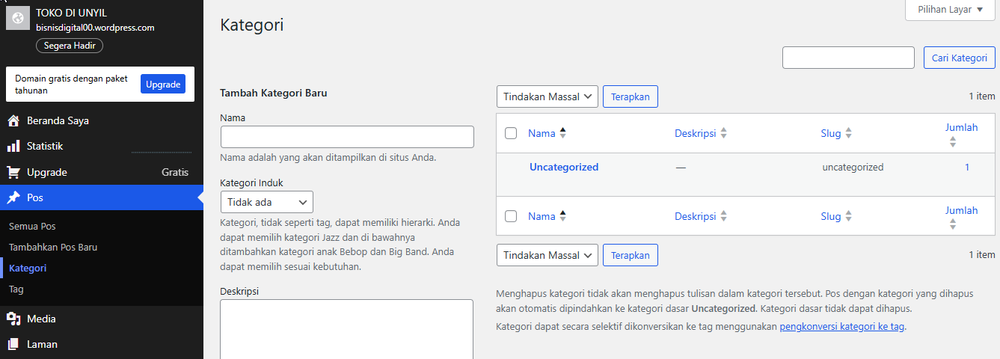 TOKO DI UNYIL
bisnisdigital00.wordpress.com
Segera Hadir
Domain gratis dengan paket
tahunan
Upgrade
Beranda Saya
Statistik
Upgrade Gratis
Pos
Semua Pos
Tambahkan Pos Baru
Kategori
Tag
Media
Laman
Pilihan Layar
Kategori
Cari Kategori
Tambah Kategori Baru
Nama
Nama adalah yang akan ditampilkan di situs Anda.
Kategori Induk
Tidak ada
Kategori, tidak seperti tag, dapat memiliki hierarki. Anda
dapat memilih kategori Jazz dan di bawahnya
ditambahkan kategori anak Bebop dan Big Band. Anda
dapat memilih sesuai kebutuhan.
Deskripsi
Tindakan Massal Terapkan 1 item
Nama Deskripsi Slug Jumlah
Uncategorized — uncategorized 1
Nama Deskripsi Slug Jumlah
Tindakan Massal Terapkan 1 item
Menghapus kategori tidak akan menghapus tulisan dalam kategori tersebut. Pos dengan kategori yang dihapus
akan otomatis dipindahkan ke kategori dasar Uncategorized. Kategori dasar tidak dapat dihapus.
Kategori dapat secara selektif dikonversikan ke tag menggunakan pengkonversi kategori ke tag.